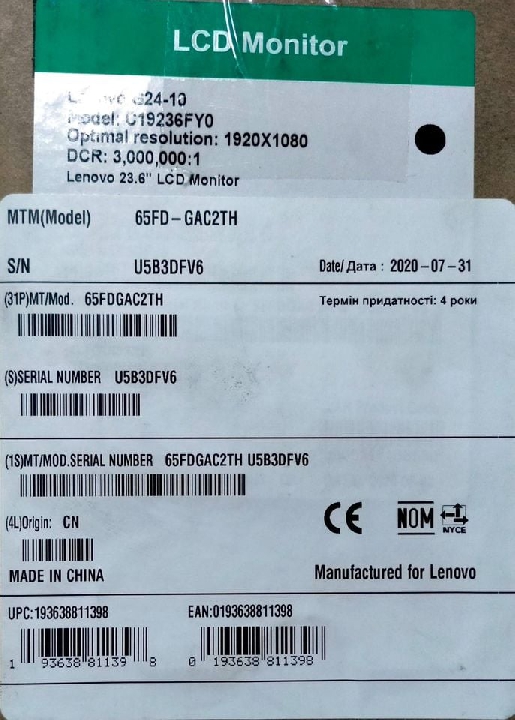 LCD Monitor
Lenovo G24-10
Model: C19236FY0
Optimal resolution: 1920X1080
DCR: 3,000,000:1
Lenovo 23.6" LCD Monitor
MTM(Model) 65FD-GAC2TH
S/N U5B3DFV6 Date/Дата : 2020-07-31
(31P)MT/Mod. 65FDGAC2TH Термін придатності: 4 роки
(S)SERIAL NUMBER U5B3DFV6
(1S)MT/MOD.SERIAL NUMBER 65FDGAC2TH U5B3DFV6
(4L)Origin: CN CE NOM NYCE
MADE IN CHINA Manufactured for Lenovo
UPC:193638811398 EAN:0193638811398
1 93638 81139 8 0 193638 811398